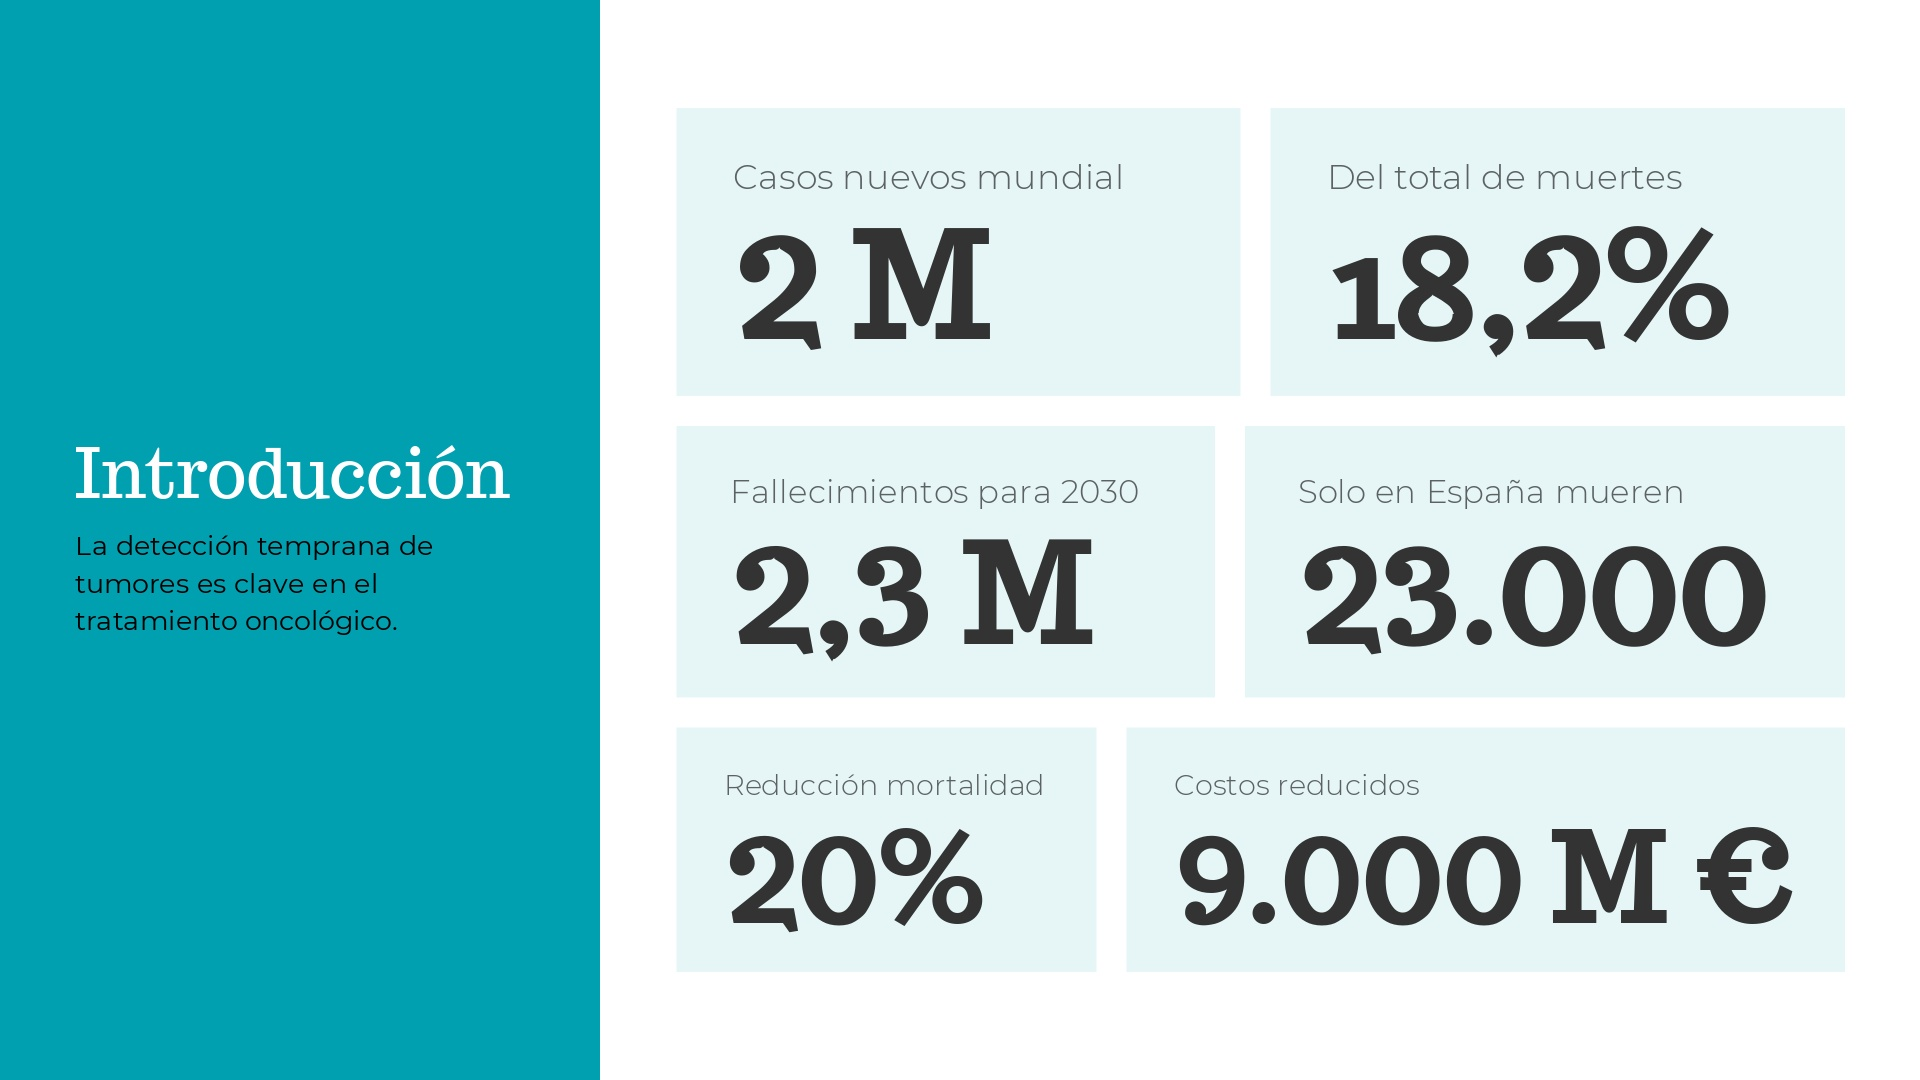 Introducción
La detección temprana de
tumores es clave en el
tratamiento oncológico.
Casos nuevos mundial
2 M
Del total de muertes
18,2%
Fallecimientos para 2030
2,3 M
Solo en España mueren
23.000
Reducción mortalidad
20%
Costos reducidos
9.000 M €